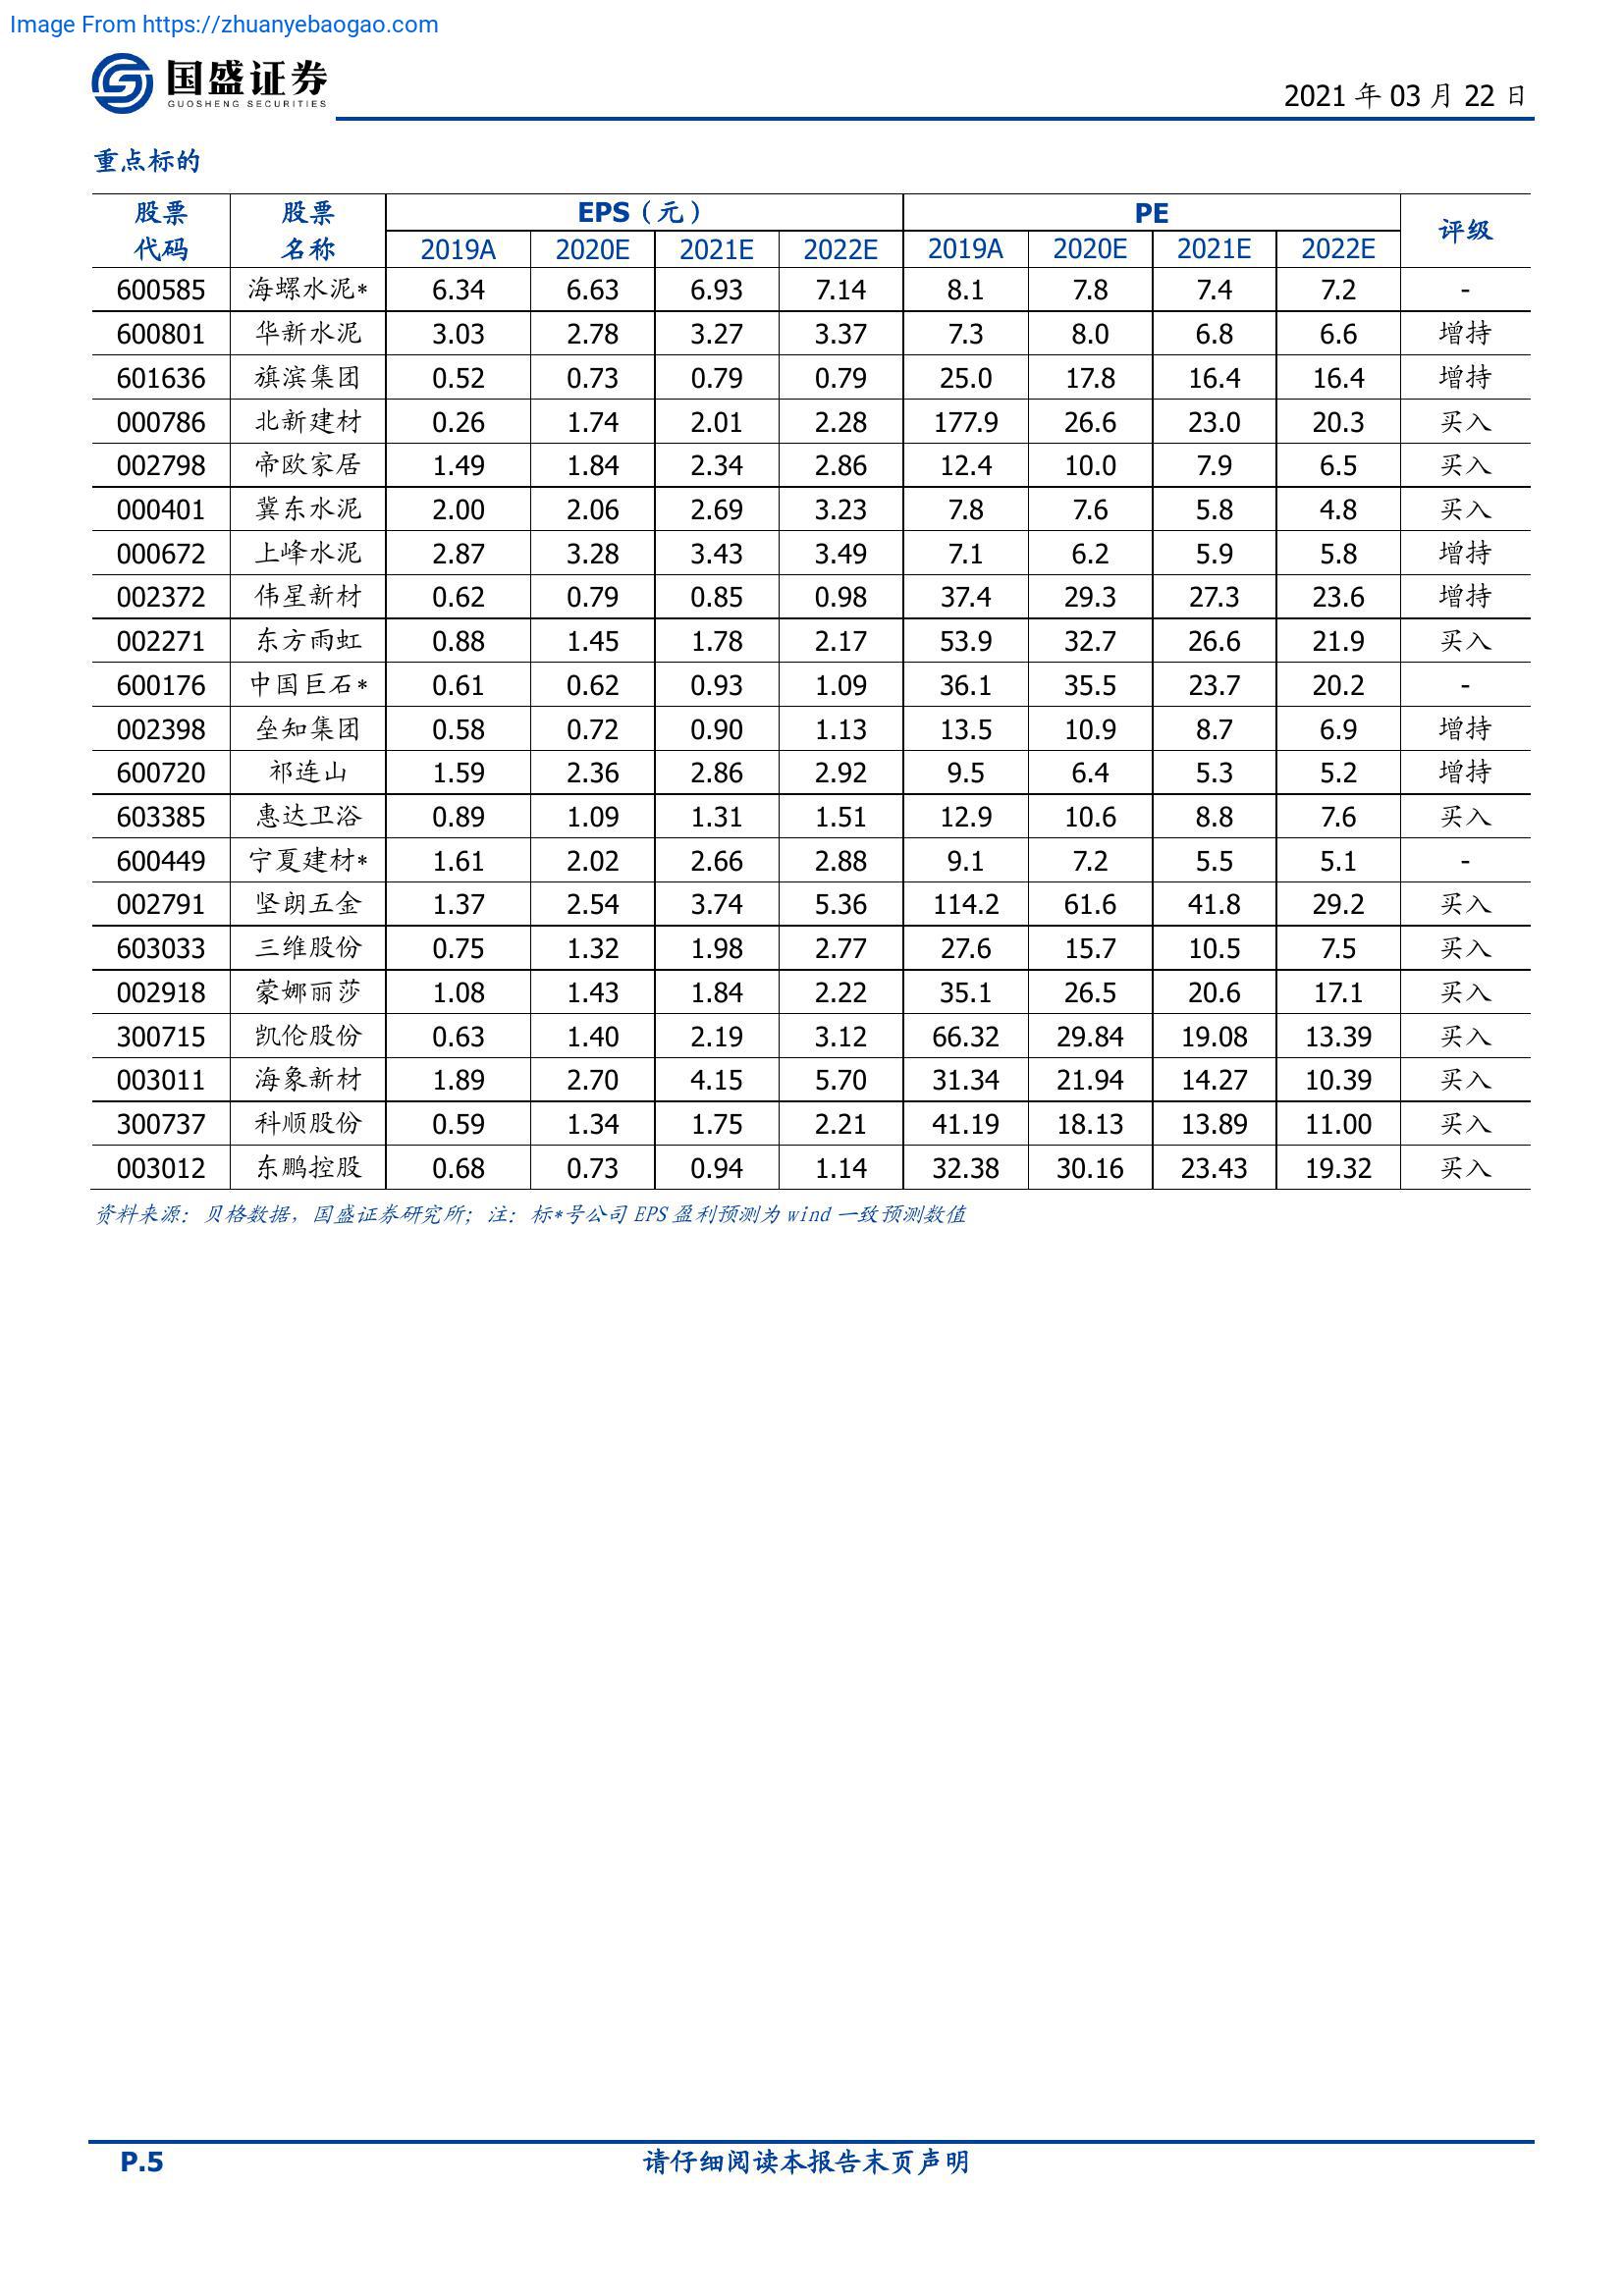 Image From https://zhuanyebaogao.com
国盛证券
GUOSHENG SECURITIES
2021 年 03 月 22 日
重点标的
股票 股票 EPS（元） PE 评级
代码 名称 2019A 2020E 2021E 2022E 2019A 2020E 2021E 2022E
600585 海螺水泥* 6.34 6.63 6.93 7.14 8.1 7.8 7.4 7.2 -
600801 华新水泥 3.03 2.78 3.27 3.37 7.3 8.0 6.8 6.6 增持
601636 旗滨集团 0.52 0.73 0.79 0.79 25.0 17.8 16.4 16.4 增持
000786 北新建材 0.26 1.74 2.01 2.28 177.9 26.6 23.0 20.3 买入
002798 帝欧家居 1.49 1.84 2.34 2.86 12.4 10.0 7.9 6.5 买入
000401 冀东水泥 2.00 2.06 2.69 3.23 7.8 7.6 5.8 4.8 买入
000672 上峰水泥 2.87 3.28 3.43 3.49 7.1 6.2 5.9 5.8 增持
002372 伟星新材 0.62 0.79 0.85 0.98 37.4 29.3 27.3 23.6 增持
002271 东方雨虹 0.88 1.45 1.78 2.17 53.9 32.7 26.6 21.9 买入
600176 中国巨石* 0.61 0.62 0.93 1.09 36.1 35.5 23.7 20.2 -
002398 垒知集团 0.58 0.72 0.90 1.13 13.5 10.9 8.7 6.9 增持
600720 祁连山 1.59 2.36 2.86 2.92 9.5 6.4 5.3 5.2 增持
603385 惠达卫浴 0.89 1.09 1.31 1.51 12.9 10.6 8.8 7.6 买入
600449 宁夏建材* 1.61 2.02 2.66 2.88 9.1 7.2 5.5 5.1 -
002791 坚朗五金 1.37 2.54 3.74 5.36 114.2 61.6 41.8 29.2 买入
603033 三维股份 0.75 1.32 1.98 2.77 27.6 15.7 10.5 7.5 买入
002918 蒙娜丽莎 1.08 1.43 1.84 2.22 35.1 26.5 20.6 17.1 买入
300715 凯伦股份 0.63 1.40 2.19 3.12 66.32 29.84 19.08 13.39 买入
003011 海象新材 1.89 2.70 4.15 5.70 31.34 21.94 14.27 10.39 买入
300737 科顺股份 0.59 1.34 1.75 2.21 41.19 18.13 13.89 11.00 买入
003012 东鹏控股 0.68 0.73 0.94 1.14 32.38 30.16 23.43 19.32 买入
资料来源：贝格数据，国盛证券研究所；注：标*号公司 EPS 盈利预测为 wind 一致预测数值
P.5 请仔细阅读本报告末页声明